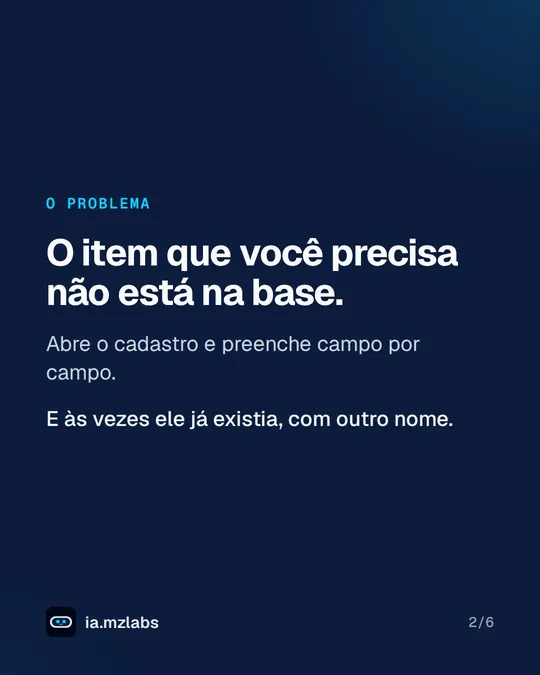 O PROBLEMA
O item que você precisa
não está na base.
Abre o cadastro e preenche campo por
campo.
E às vezes ele já existia, com outro nome.
ia.mzlabs
2/6